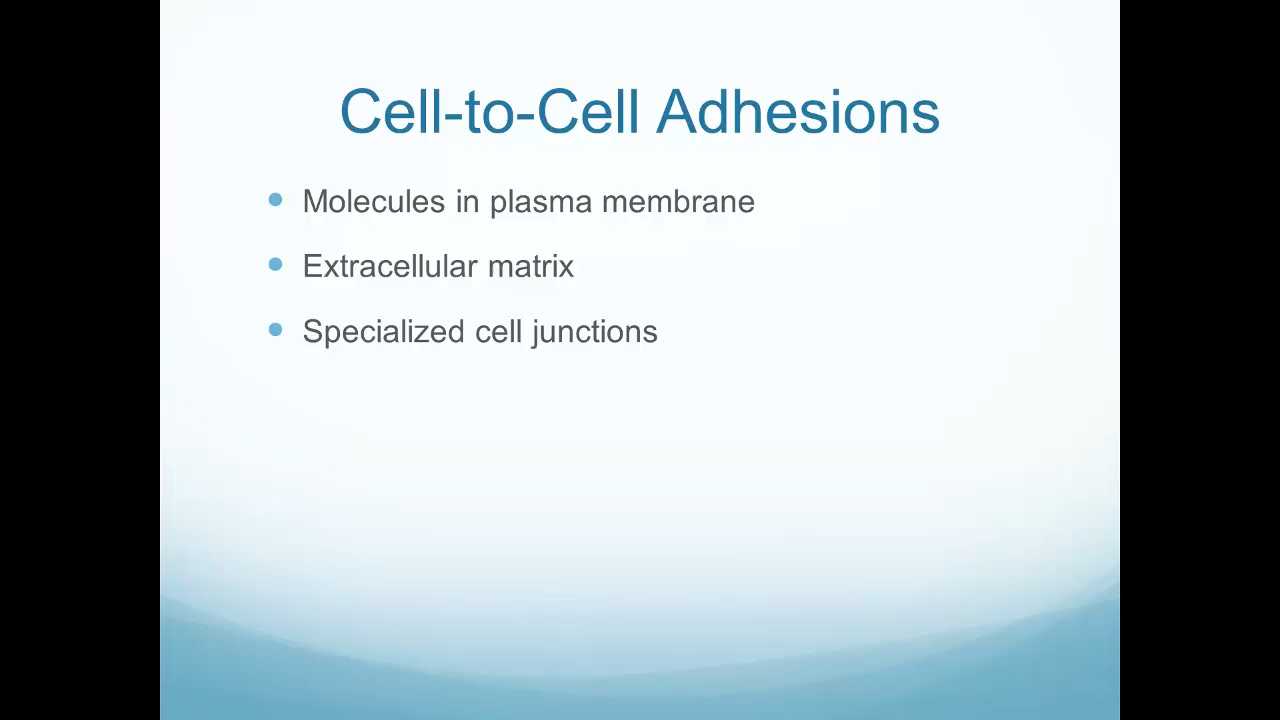 Cell-to-Cell Adhesions
Molecules in plasma membrane
Extracellular matrix
Specialized cell junctions